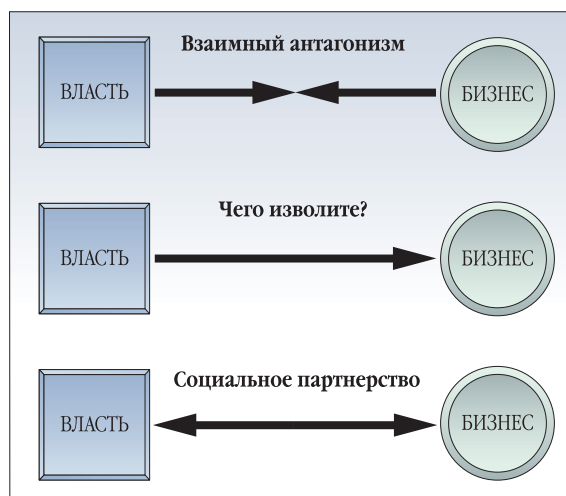 Взаимный антагонизм
ВЛАСТЬ БИЗНЕС
Чего изволите?
ВЛАСТЬ БИЗНЕС
Социальное партнерство
ВЛАСТЬ БИЗНЕС